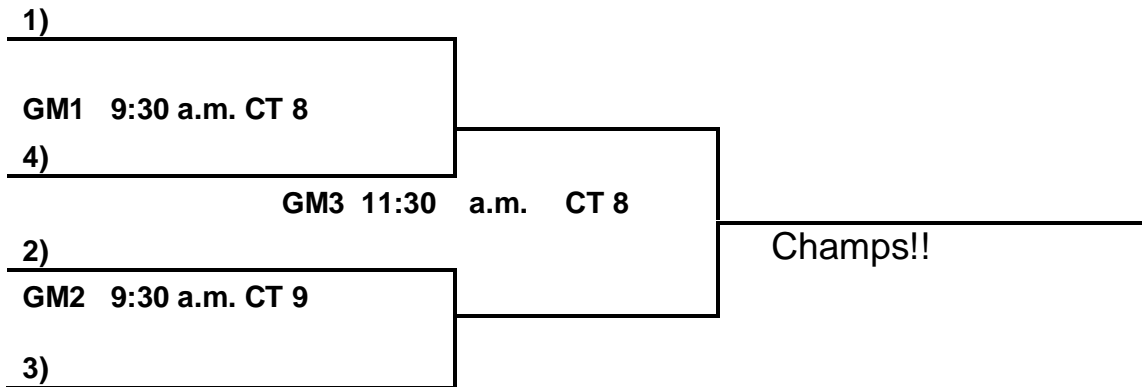 1)
GM1 9:30 a.m. CT 8
4)
GM3 11:30 a.m. CT 8
2)
Champs!!
GM2 9:30 a.m. CT 9
3)